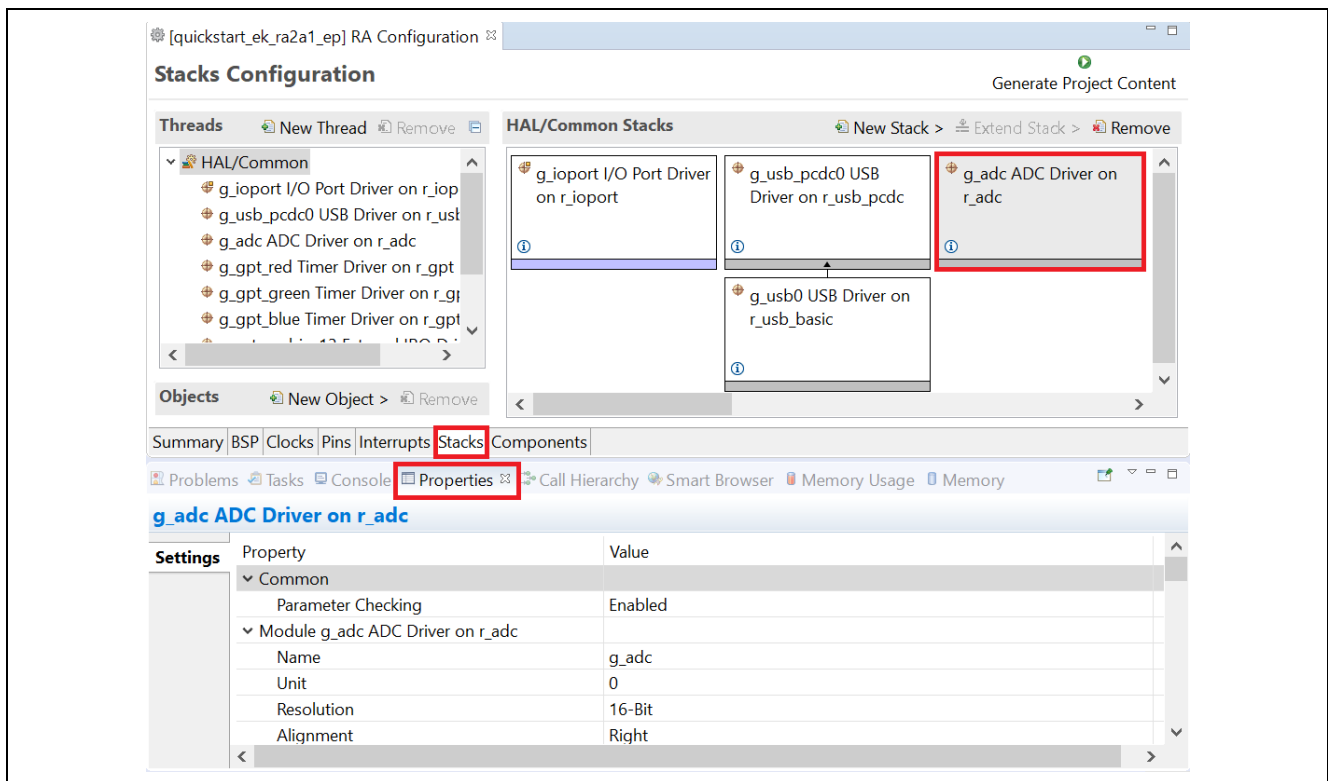 [quickstart_ek_ra2a1_ep] RA Configuration
Stacks Configuration
Generate Project Content
Threads
New Thread
Remove
HAL/Common
g_ioport I/O Port Driver on r_iop
g_usb_pcdc0 USB Driver on r_usb
g_adc ADC Driver on r_adc
g_gpt_red Timer Driver on r_gpt
g_gpt_green Timer Driver on r_gp
g_gpt_blue Timer Driver on r_gpt
Objects
New Object >
Remove
HAL/Common Stacks
New Stack >
Extend Stack >
Remove
g_ioport I/O Port Driver
on r_ioport
g_usb_pcdc0 USB
Driver on r_usb_pcdc
g_adc ADC Driver on
r_adc
g_usb0 USB Driver on
r_usb_basic
Summary BSP Clocks Pins Interrupts Stacks Components
Problems Tasks Console Properties Call Hierarchy Smart Browser Memory Usage Memory
g_adc ADC Driver on r_adc
Settings
Property Value
Common
Parameter Checking Enabled
Module g_adc ADC Driver on r_adc
Name g_adc
Unit 0
Resolution 16-Bit
Alignment Right